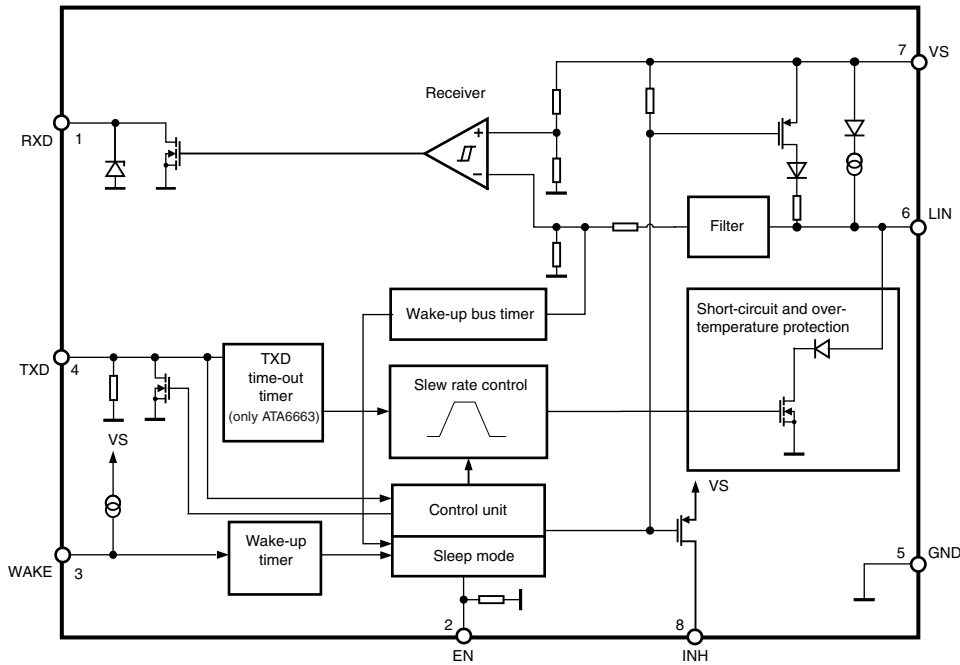 7
VS
Receiver
RXD
1
+
−
6
LIN
Filter
Wake-up bus timer
Short-circuit and over-
temperature protection
TXD
4
TXD
time-out
timer
(only ATA6663)
Slew rate control
VS
VS
Control unit
Sleep mode
Wake-up
timer
WAKE
3
5
GND
2
EN
8
INH